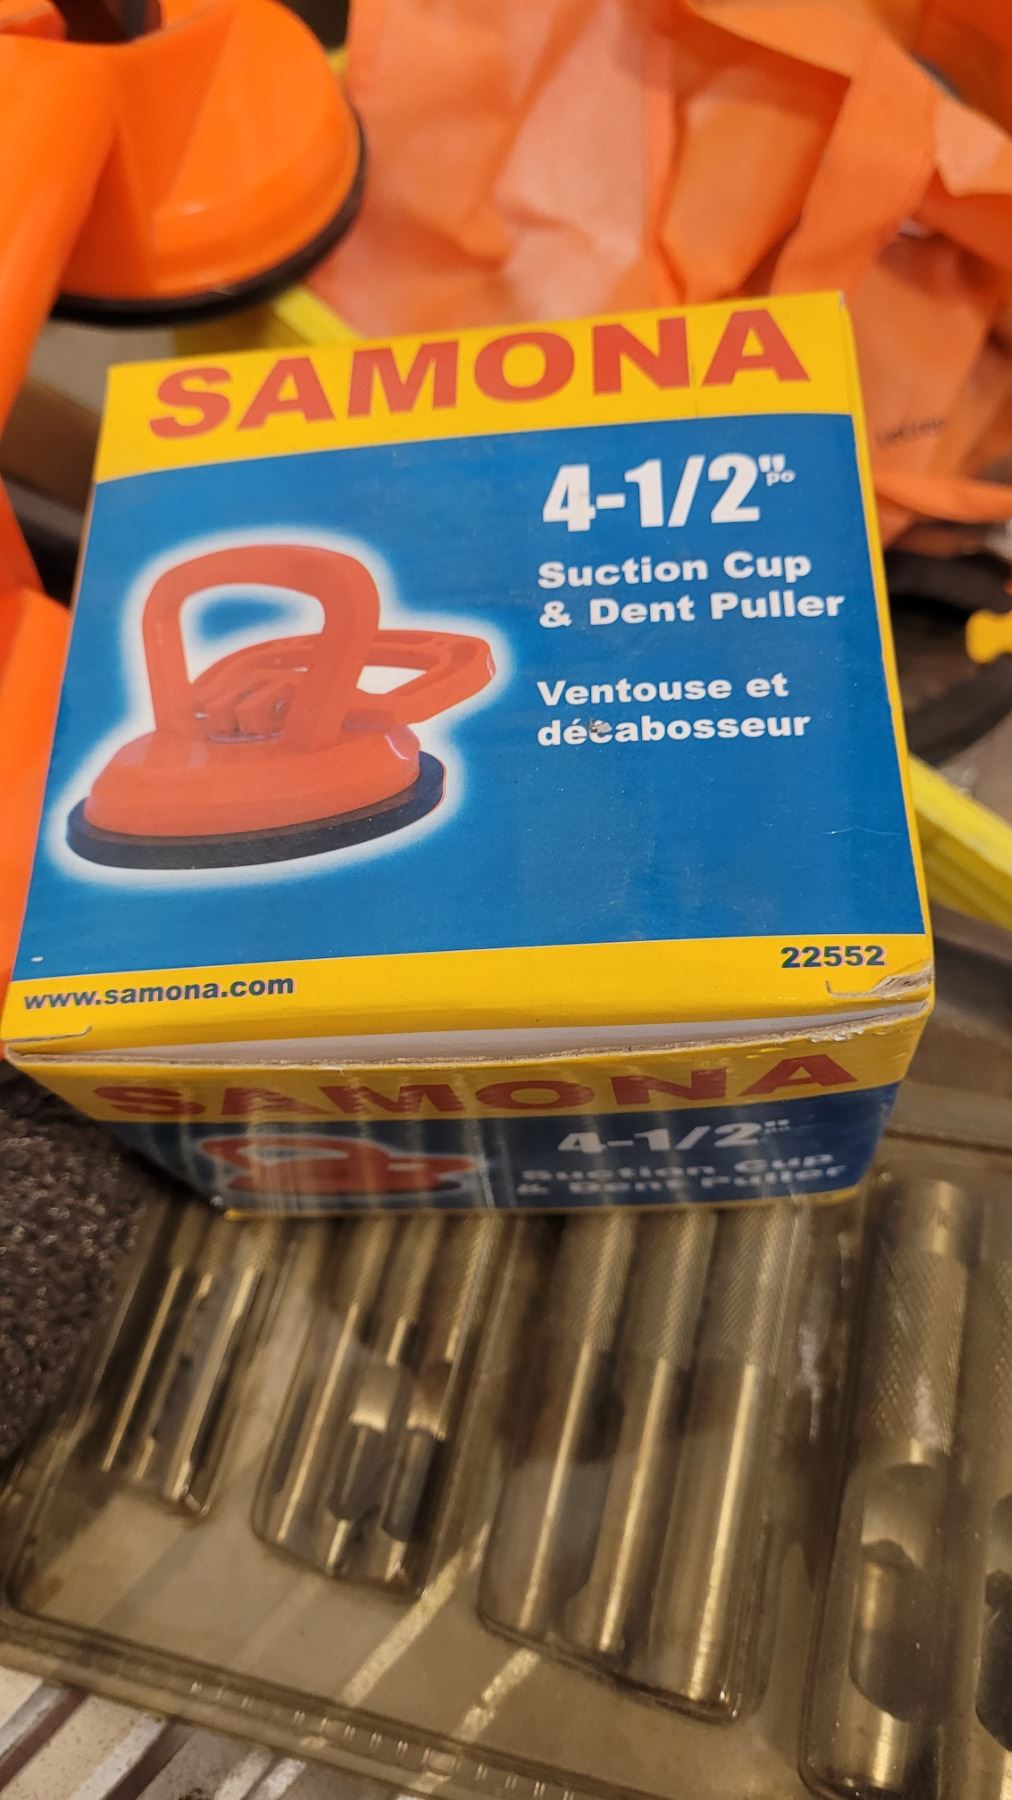 SAMONA
4-1/2" po
Suction Cup
& Dent Puller
Ventouse et
décabosseur
www.samona.com
22552
SAMONA
4-1/2"
Suction Cup
& Dent Puller